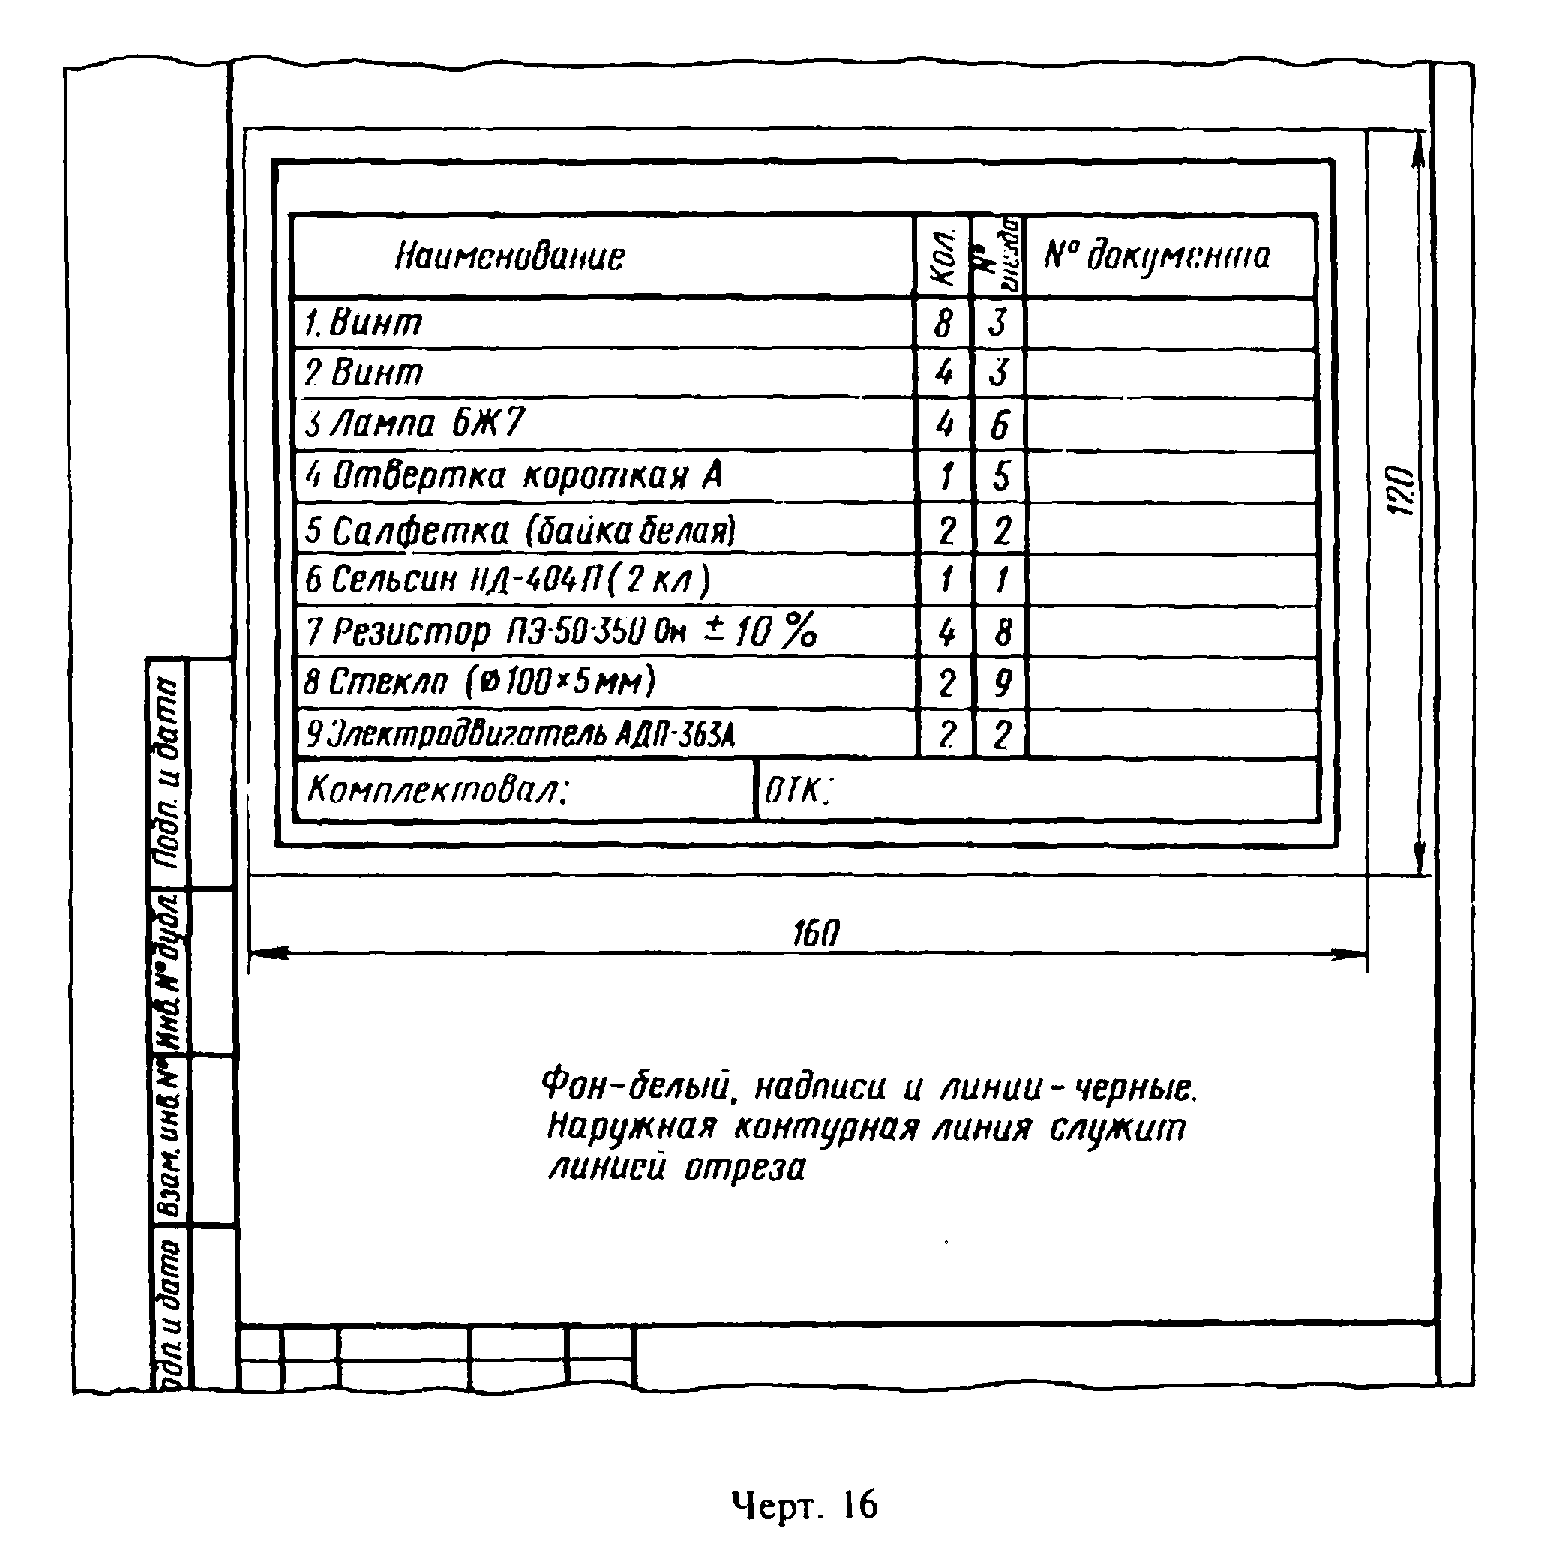 Наименование Кол. № гнезда № документа
1. Винт 8 3
2 Винт 4 3
3 Лампа 6Ж7 4 6
4 Отвертка короткая А 1 5
5 Салфетка (байка белая) 2 2
6 Сельсин НД-404П (2 кл) 1 1
7 Резистор ПЭ-50-350 Ом ± 10 % 4 8
8 Стекло (⌀100×5 мм) 2 9
9 Электродвигатель АДП-363А 2 2
Комплектовал: ОТК:
120
160
Фон-белый, надписи и линии-черные.
Наружная контурная линия служит
линией отреза
Подп. и дата
Инв. № дубл.
Взам. инв. №
одп. и дата
Черт. 16